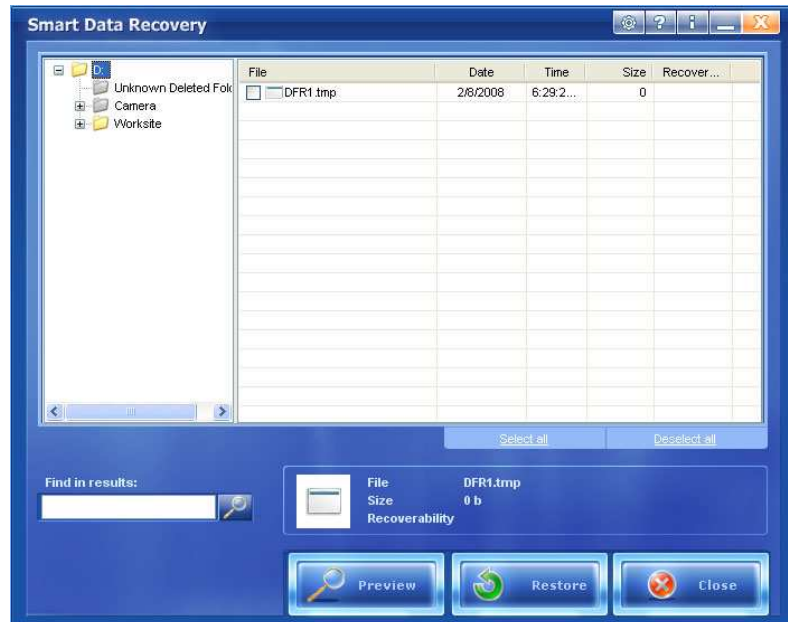 Smart Data Recovery
D:
Unknown Deleted Fol
Camera
Worksite
File Date Time Size Recover...
DFR1.tmp 2/8/2008 6:29:2... 0
Select all Deselect all
Find in results:
File DFR1.tmp
Size 0 b
Recoverability
Preview Restore Close